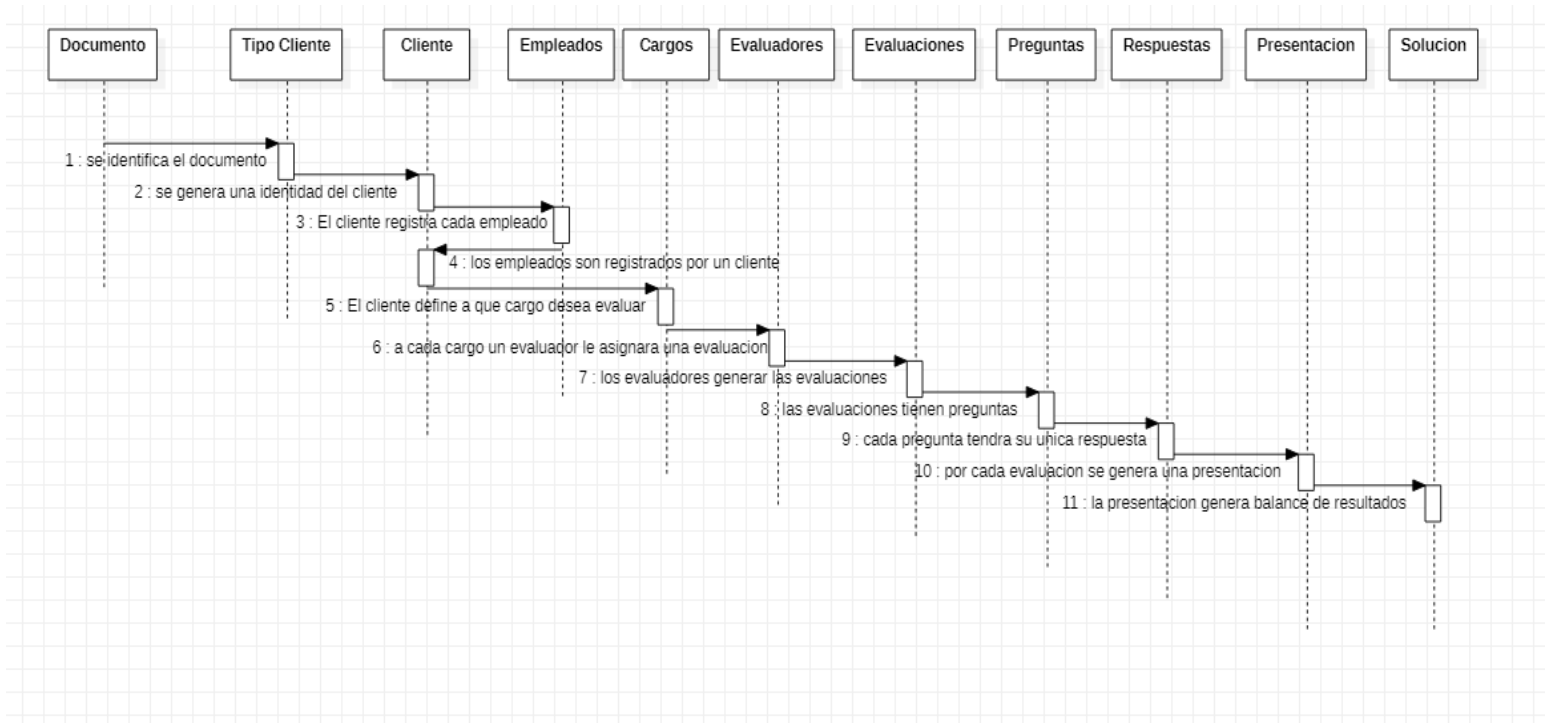 Documento
Tipo Cliente
Cliente
Empleados
Cargos
Evaluadores
Evaluaciones
Preguntas
Respuestas
Presentacion
Solucion
1 : se identifica el documento
2 : se genera una identidad del cliente
3 : El cliente registra cada empleado
4 : los empleados son registrados por un cliente
5 : El cliente define a que cargo desea evaluar
6 : a cada cargo un evaluador le asignara una evaluacion
7 : los evaluadores generar las evaluaciones
8 : las evaluaciones tienen preguntas
9 : cada pregunta tendra su unica respuesta
10 : por cada evaluacion se genera una presentacion
11 : la presentacion genera balance de resultados